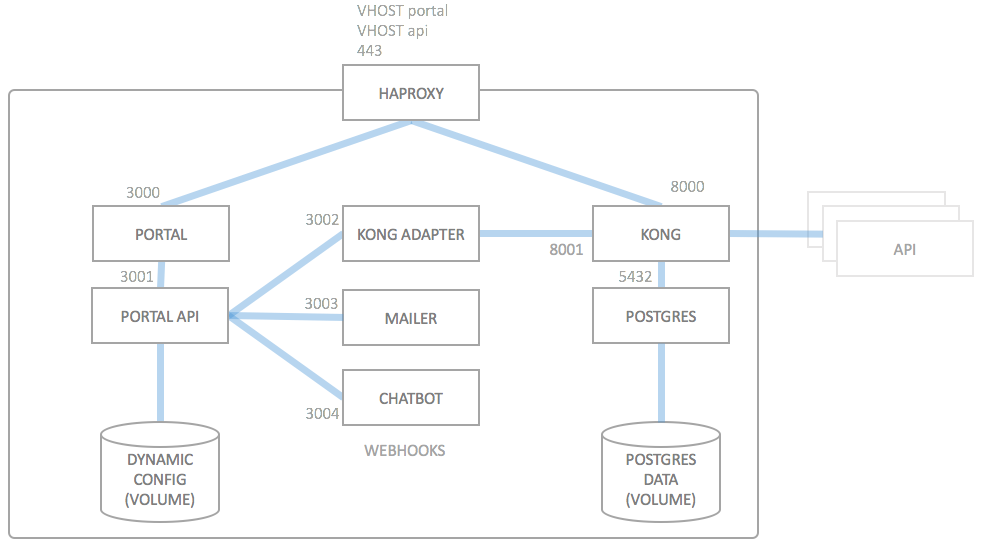 VHOST portal
VHOST api
443
HAPROXY
3000
8000
PORTAL
3002
KONG ADAPTER
8001
KONG
API
3001
5432
PORTAL API
3003
MAILER
POSTGRES
3004
CHATBOT
WEBHOOKS
DYNAMIC
CONFIG
(VOLUME)
POSTGRES
DATA
(VOLUME)